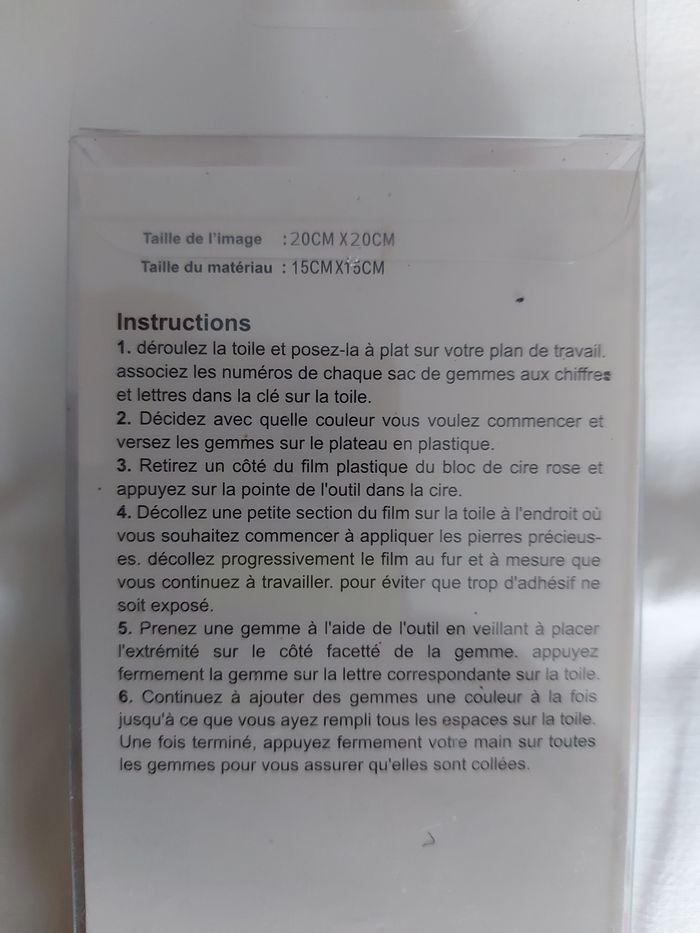 Taille de l'image : 20CM X 20CM
Taille du matériau : 15CM X 15CM
Instructions
1. déroulez la toile et posez-la à plat sur votre plan de travail.
associez les numéros de chaque sac de gemmes aux chiffres
et lettres dans la clé sur la toile.
2. Décidez avec quelle couleur vous voulez commencer et
versez les gemmes sur le plateau en plastique.
3. Retirez un côté du film plastique du bloc de cire rose et
appuyez sur la pointe de l'outil dans la cire.
4. Décollez une petite section du film sur la toile à l'endroit où
vous souhaitez commencer à appliquer les pierres précieus-
es. décollez progressivement le film au fur et à mesure que
vous continuez à travailler. pour éviter que trop d'adhésif ne
soit exposé.
5. Prenez une gemme à l'aide de l'outil en veillant à placer
l'extrémité sur le côté facetté de la gemme. appuyez
fermement la gemme sur la lettre correspondante sur la toile.
6. Continuez à ajouter des gemmes une couleur à la fois
jusqu'à ce que vous ayez rempli tous les espaces sur la toile.
Une fois terminé, appuyez fermement votre main sur toutes
les gemmes pour vous assurer qu'elles sont collées.